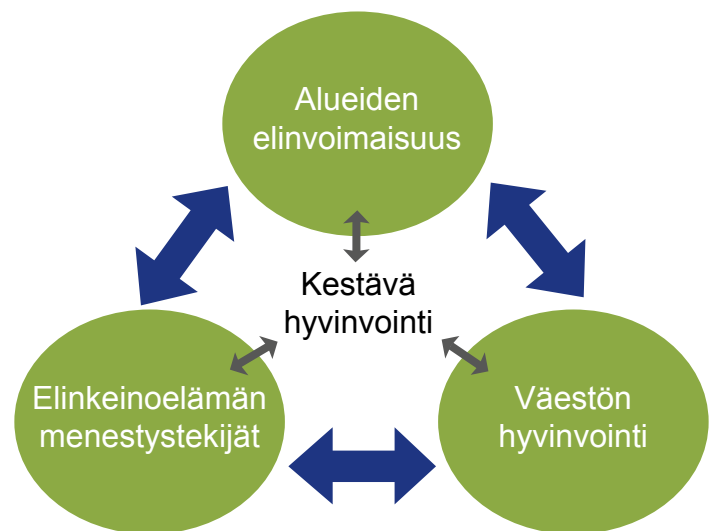 Alueiden
elinvoimaisuus
Kestävä
hyvinvointi
Elinkeinoelämän
menestystekijät
Väestön
hyvinvointi